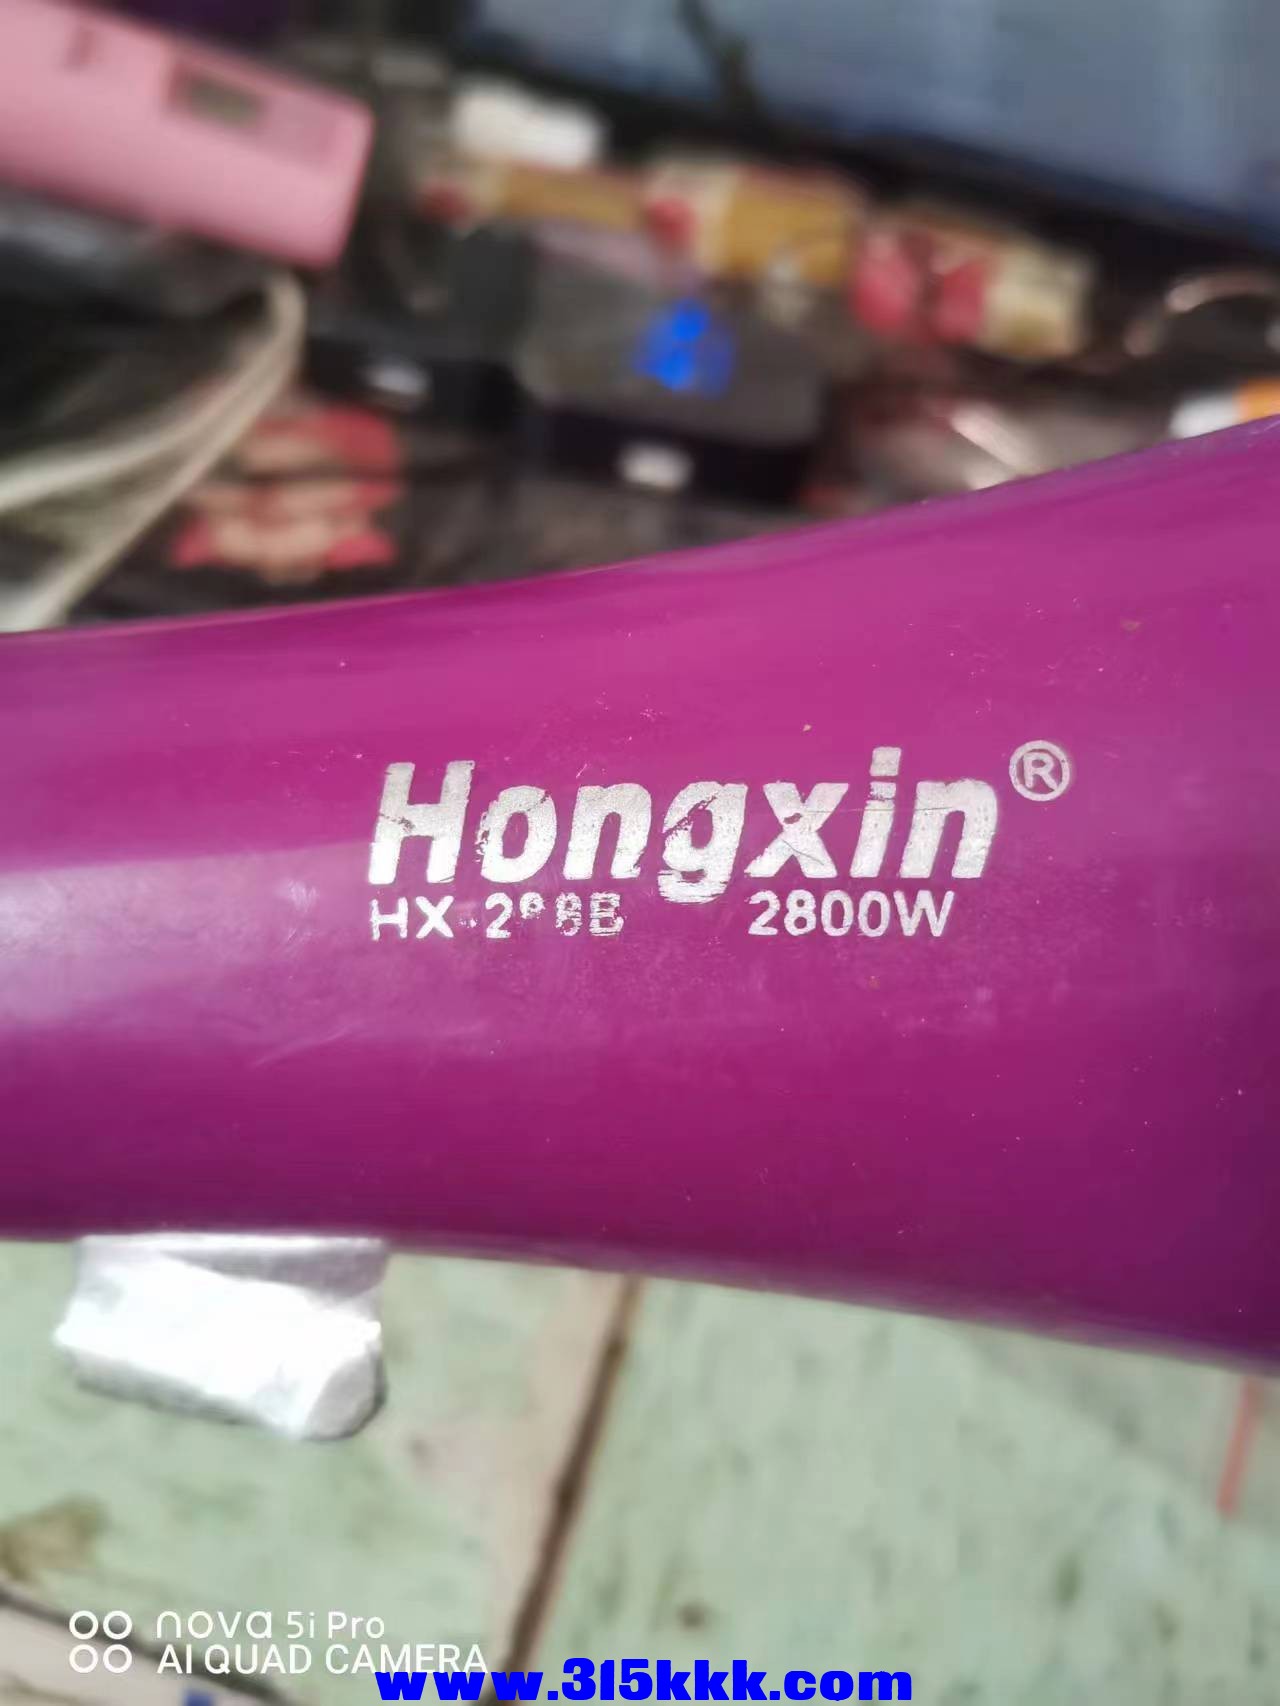 Hongxin®
2800W
nova 5i Pro
AI QUAD CAMERA
www.315kkk.com